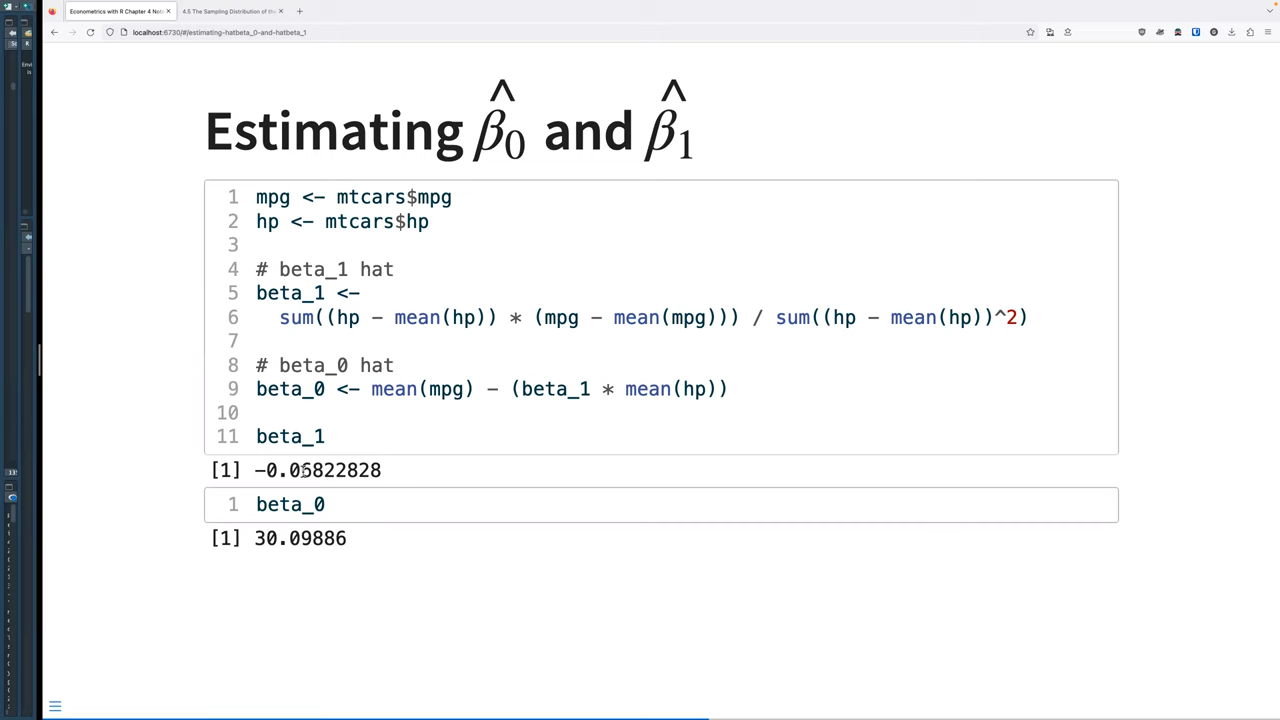 Econometrics with R Chapter 4 Not
4.5 The Sampling Distribution of th
localhost:6730/#/estimating-hatbeta_0-and-hatbeta_1
Estimating β̂0 and β̂1
1 mpg <- mtcars$mpg
2 hp <- mtcars$hp
3
4 # beta_1 hat
5 beta_1 <-
6 sum((hp - mean(hp)) * (mpg - mean(mpg))) / sum((hp - mean(hp))^2)
7
8 # beta_0 hat
9 beta_0 <- mean(mpg) - (beta_1 * mean(hp))
10
11 beta_1
[1] -0.06822828
1 beta_0
[1] 30.09886